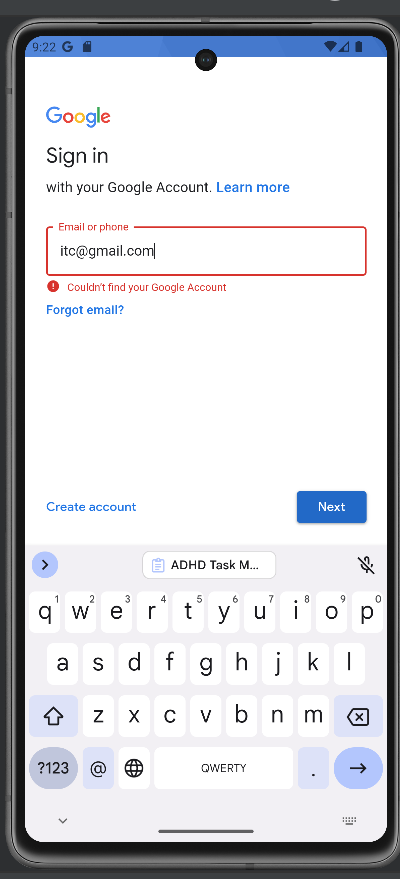 9:22 G
Google
Sign in
with your Google Account. Learn more
Email or phone
itc@gmail.com
Couldn't find your Google Account
Forgot email?
Create account
Next
ADHD Task M...
q1 w2 e3 r4 t5 y6 u7 i8 o9 p0
a s d f g h j k l
z x c v b n m
?123 @ QWERTY .